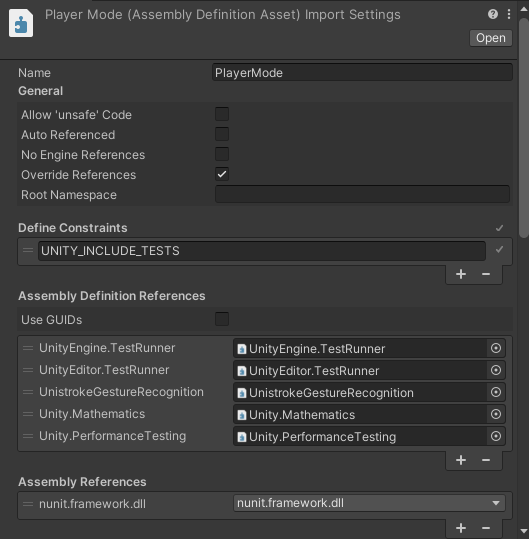 Player Mode (Assembly Definition Asset) Import Settings
Open
Name PlayerMode
General
Allow 'unsafe' Code
Auto Referenced
No Engine References
Override References
Root Namespace
Define Constraints
UNITY_INCLUDE_TESTS
Assembly Definition References
Use GUIDs
UnityEngine.TestRunner UnityEngine.TestRunner
UnityEditor.TestRunner UnityEditor.TestRunner
UnistrokeGestureRecognition UnistrokeGestureRecognition
Unity.Mathematics Unity.Mathematics
Unity.PerformanceTesting Unity.PerformanceTesting
Assembly References
nunit.framework.dll nunit.framework.dll